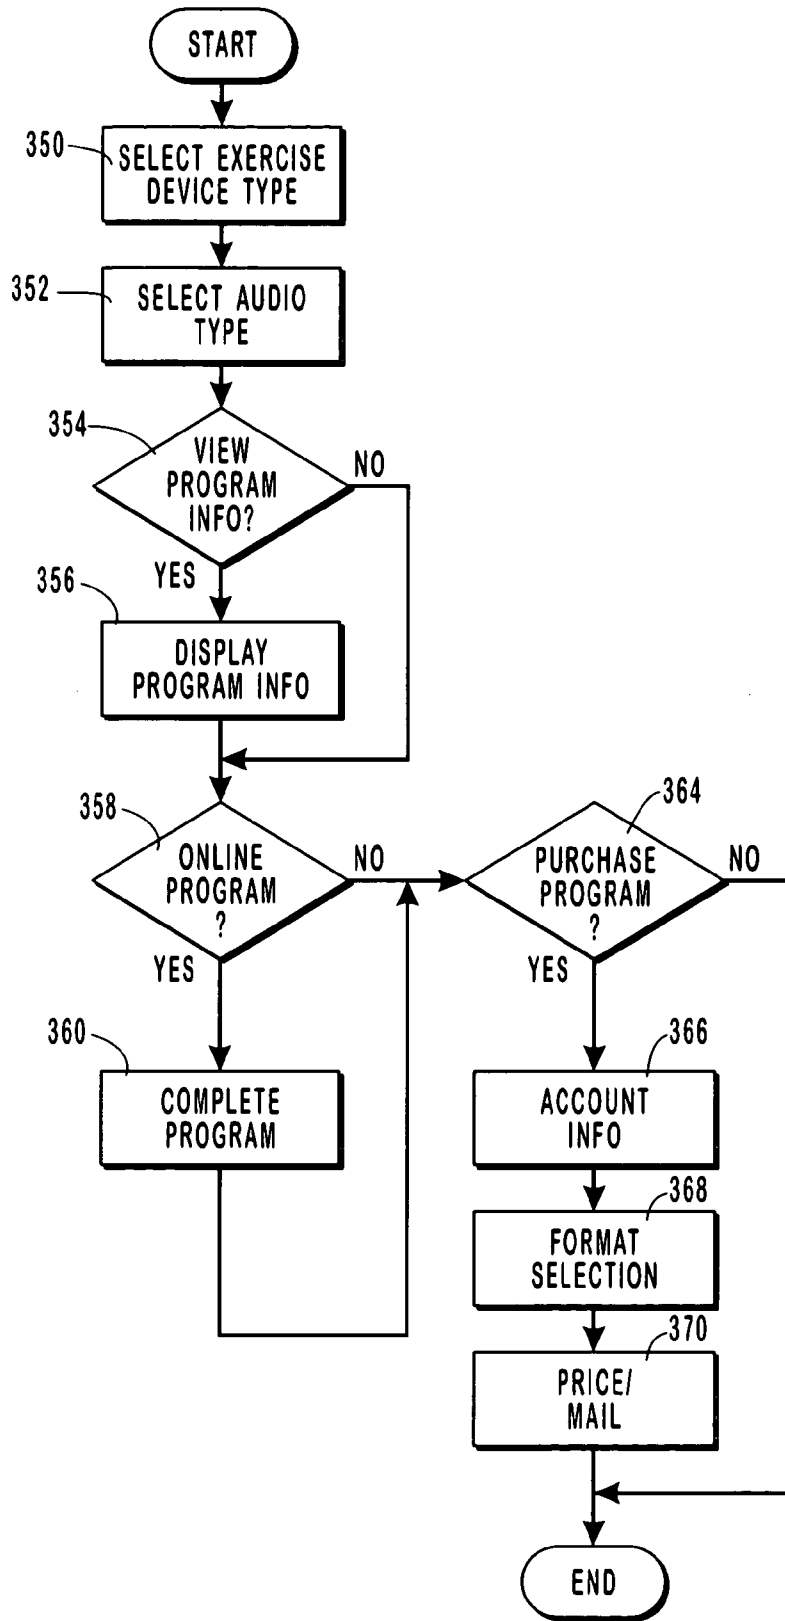 START
350
SELECT EXERCISE
DEVICE TYPE
352
SELECT AUDIO
TYPE
354
VIEW
PROGRAM
INFO?
NO
YES
356
DISPLAY
PROGRAM INFO
358
ONLINE
PROGRAM
?
NO
YES
360
COMPLETE
PROGRAM
364
PURCHASE
PROGRAM
?
NO
YES
366
ACCOUNT
INFO
368
FORMAT
SELECTION
370
PRICE/
MAIL
END